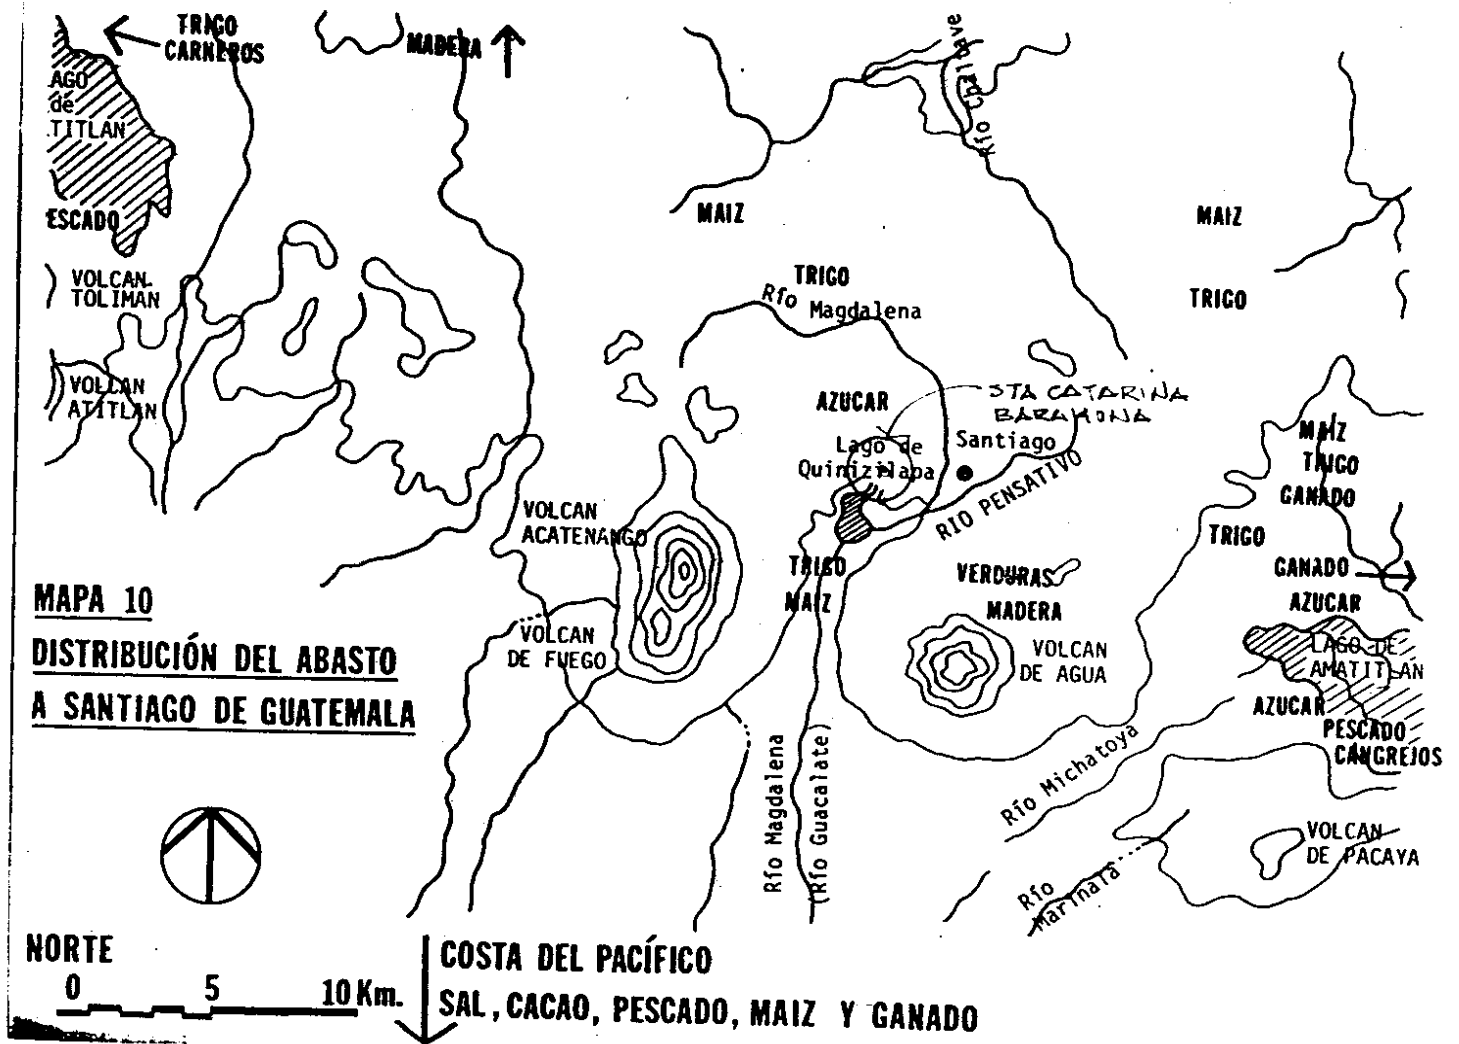 TRIGO
CARNEROS
MADERA
AGO
de
TITLAN
ESCADO
VOLCAN
TOLIMAN
VOLCAN
ATITLAN
Río
MAIZ
MAIZ
TRIGO
Río Magdalena
TRIGO
AZUCAR
STA CATARINA
BARAHONA
Lago de
Quinizilapa
Santiago
RIO PENSATIVO
MAIZ
TRIGO
GANADO
TRIGO
GANADO
AZUCAR
VOLCAN
ACATENANGO
TRIGO
MAIZ
VERDURAS
MADERA
VOLCAN
DE AGUA
VOLCAN
DE FUEGO
LAGO DE
AMATITLAN
AZUCAR
PESCADO
CANGREJOS
MAPA 10
DISTRIBUCIÓN DEL ABASTO
A SANTIAGO DE GUATEMALA
Río Magdalena
(Río Guacalate)
Río Michatoya
Río
Marinala
VOLCAN
DE PACAYA
NORTE
0 5 10 Km.
COSTA DEL PACÍFICO
SAL, CACAO, PESCADO, MAIZ Y GANADO